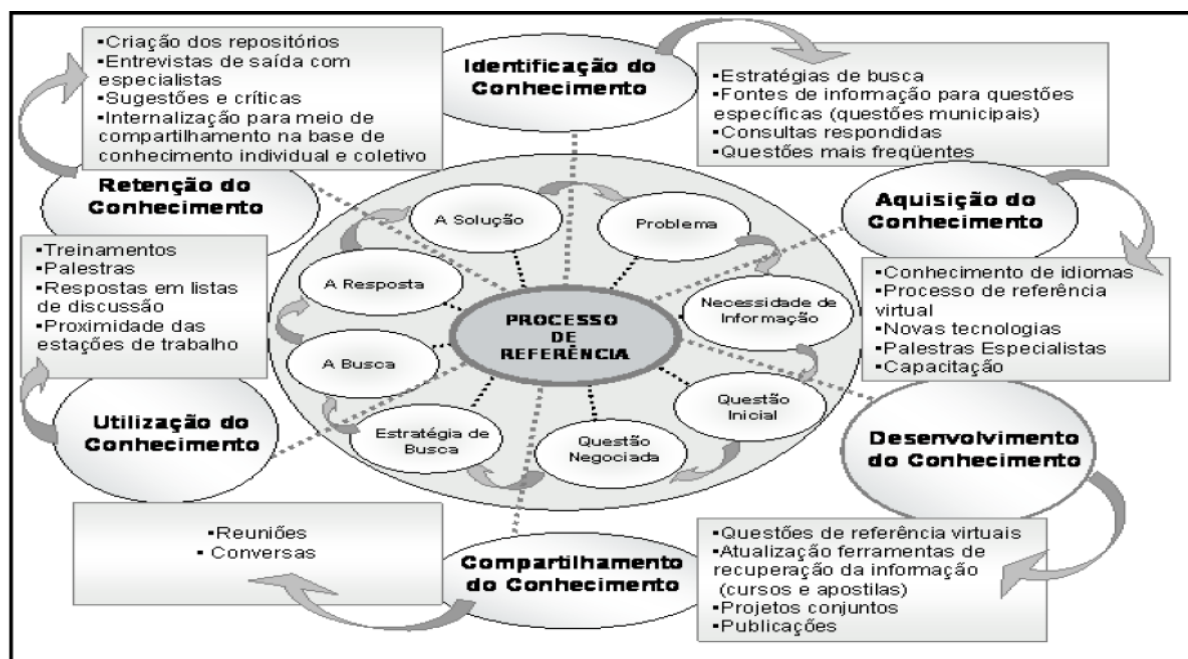 ▪Criação dos repositórios
▪Entrevistas de saída com
especialistas
▪Sugestões e críticas
▪Internalização para meio de
compartilhamento na base de
conhecimento individual e coletivo
Identificação do
Conhecimento
▪Estratégias de busca
▪Fontes de informação para questões
específicas (questões municipais)
▪Consultas respondidas
▪Questões mais freqüentes
Retenção do
Conhecimento
Aquisição do
Conhecimento
▪Treinamentos
▪Palestras
▪Respostas em listas
de discussão
▪Proximidade das
estações de trabalho
▪Conhecimento de idiomas
▪Processo de referência
virtual
▪Novas tecnologias
▪Palestras Especialistas
▪Capacitação
A Solução
Problema
A Resposta
Necessidade de
Informação
PROCESSO
DE
REFERÊNCIA
A Busca
Questão
Inicial
Estratégia de
Busca
Questão
Negociada
Utilização do
Conhecimento
Desenvolvimento
do Conhecimento
▪Reuniões
▪ Conversas
Compartilhamento
do Conhecimento
▪Questões de referência virtuais
▪Atualização ferramentas de
recuperação da informação
(cursos e apostilas)
▪Projetos conjuntos
▪Publicações